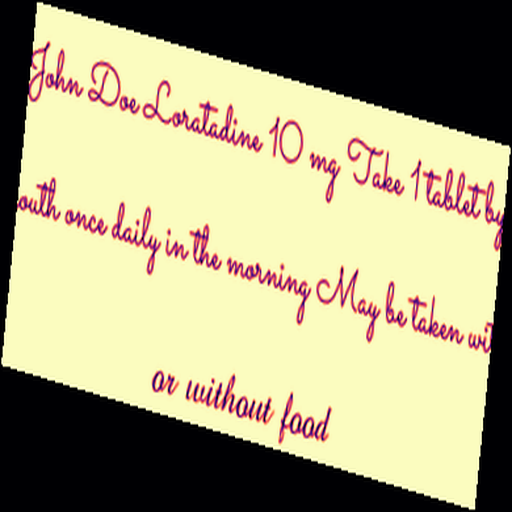 John Doe Loratadine 10 mg Take 1 tablet by
outh once daily in the morning May be taken wit
or without food